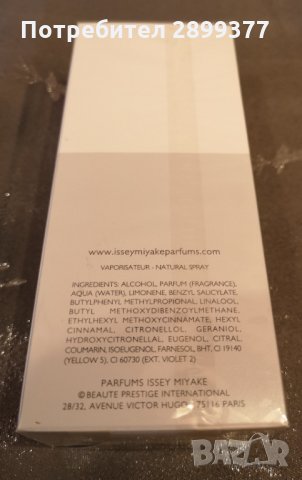 Потребител 2899377
www.isseymiyakeparfums.com
VAPORISATEUR - NATURAL SPRAY
INGREDIENTS: ALCOHOL, PARFUM (FRAGRANCE),
AQUA (WATER), LIMONENE, BENZYL SALICYLATE,
BUTYLPHENYL METHYLPROPIONAL, LINALOOL,
BUTYL METHOXYDIBENZOYLMETHANE,
ETHYLHEXYL METHOXYCINNAMATE, HEXYL
CINNAMAL, CITRONELLOL, GERANIOL,
HYDROXYCITRONELLAL, EUGENOL, CITRAL,
COUMARIN, ISOEUGENOL, FARNESOL, BHT, CI 19140
(YELLOW 5), CI 60730 (EXT. VIOLET 2)
PARFUMS ISSEY MIYAKE
© BEAUTE PRESTIGE INTERNATIONAL
28/32, AVENUE VICTOR HUGO 75116 PARIS
BAZAR